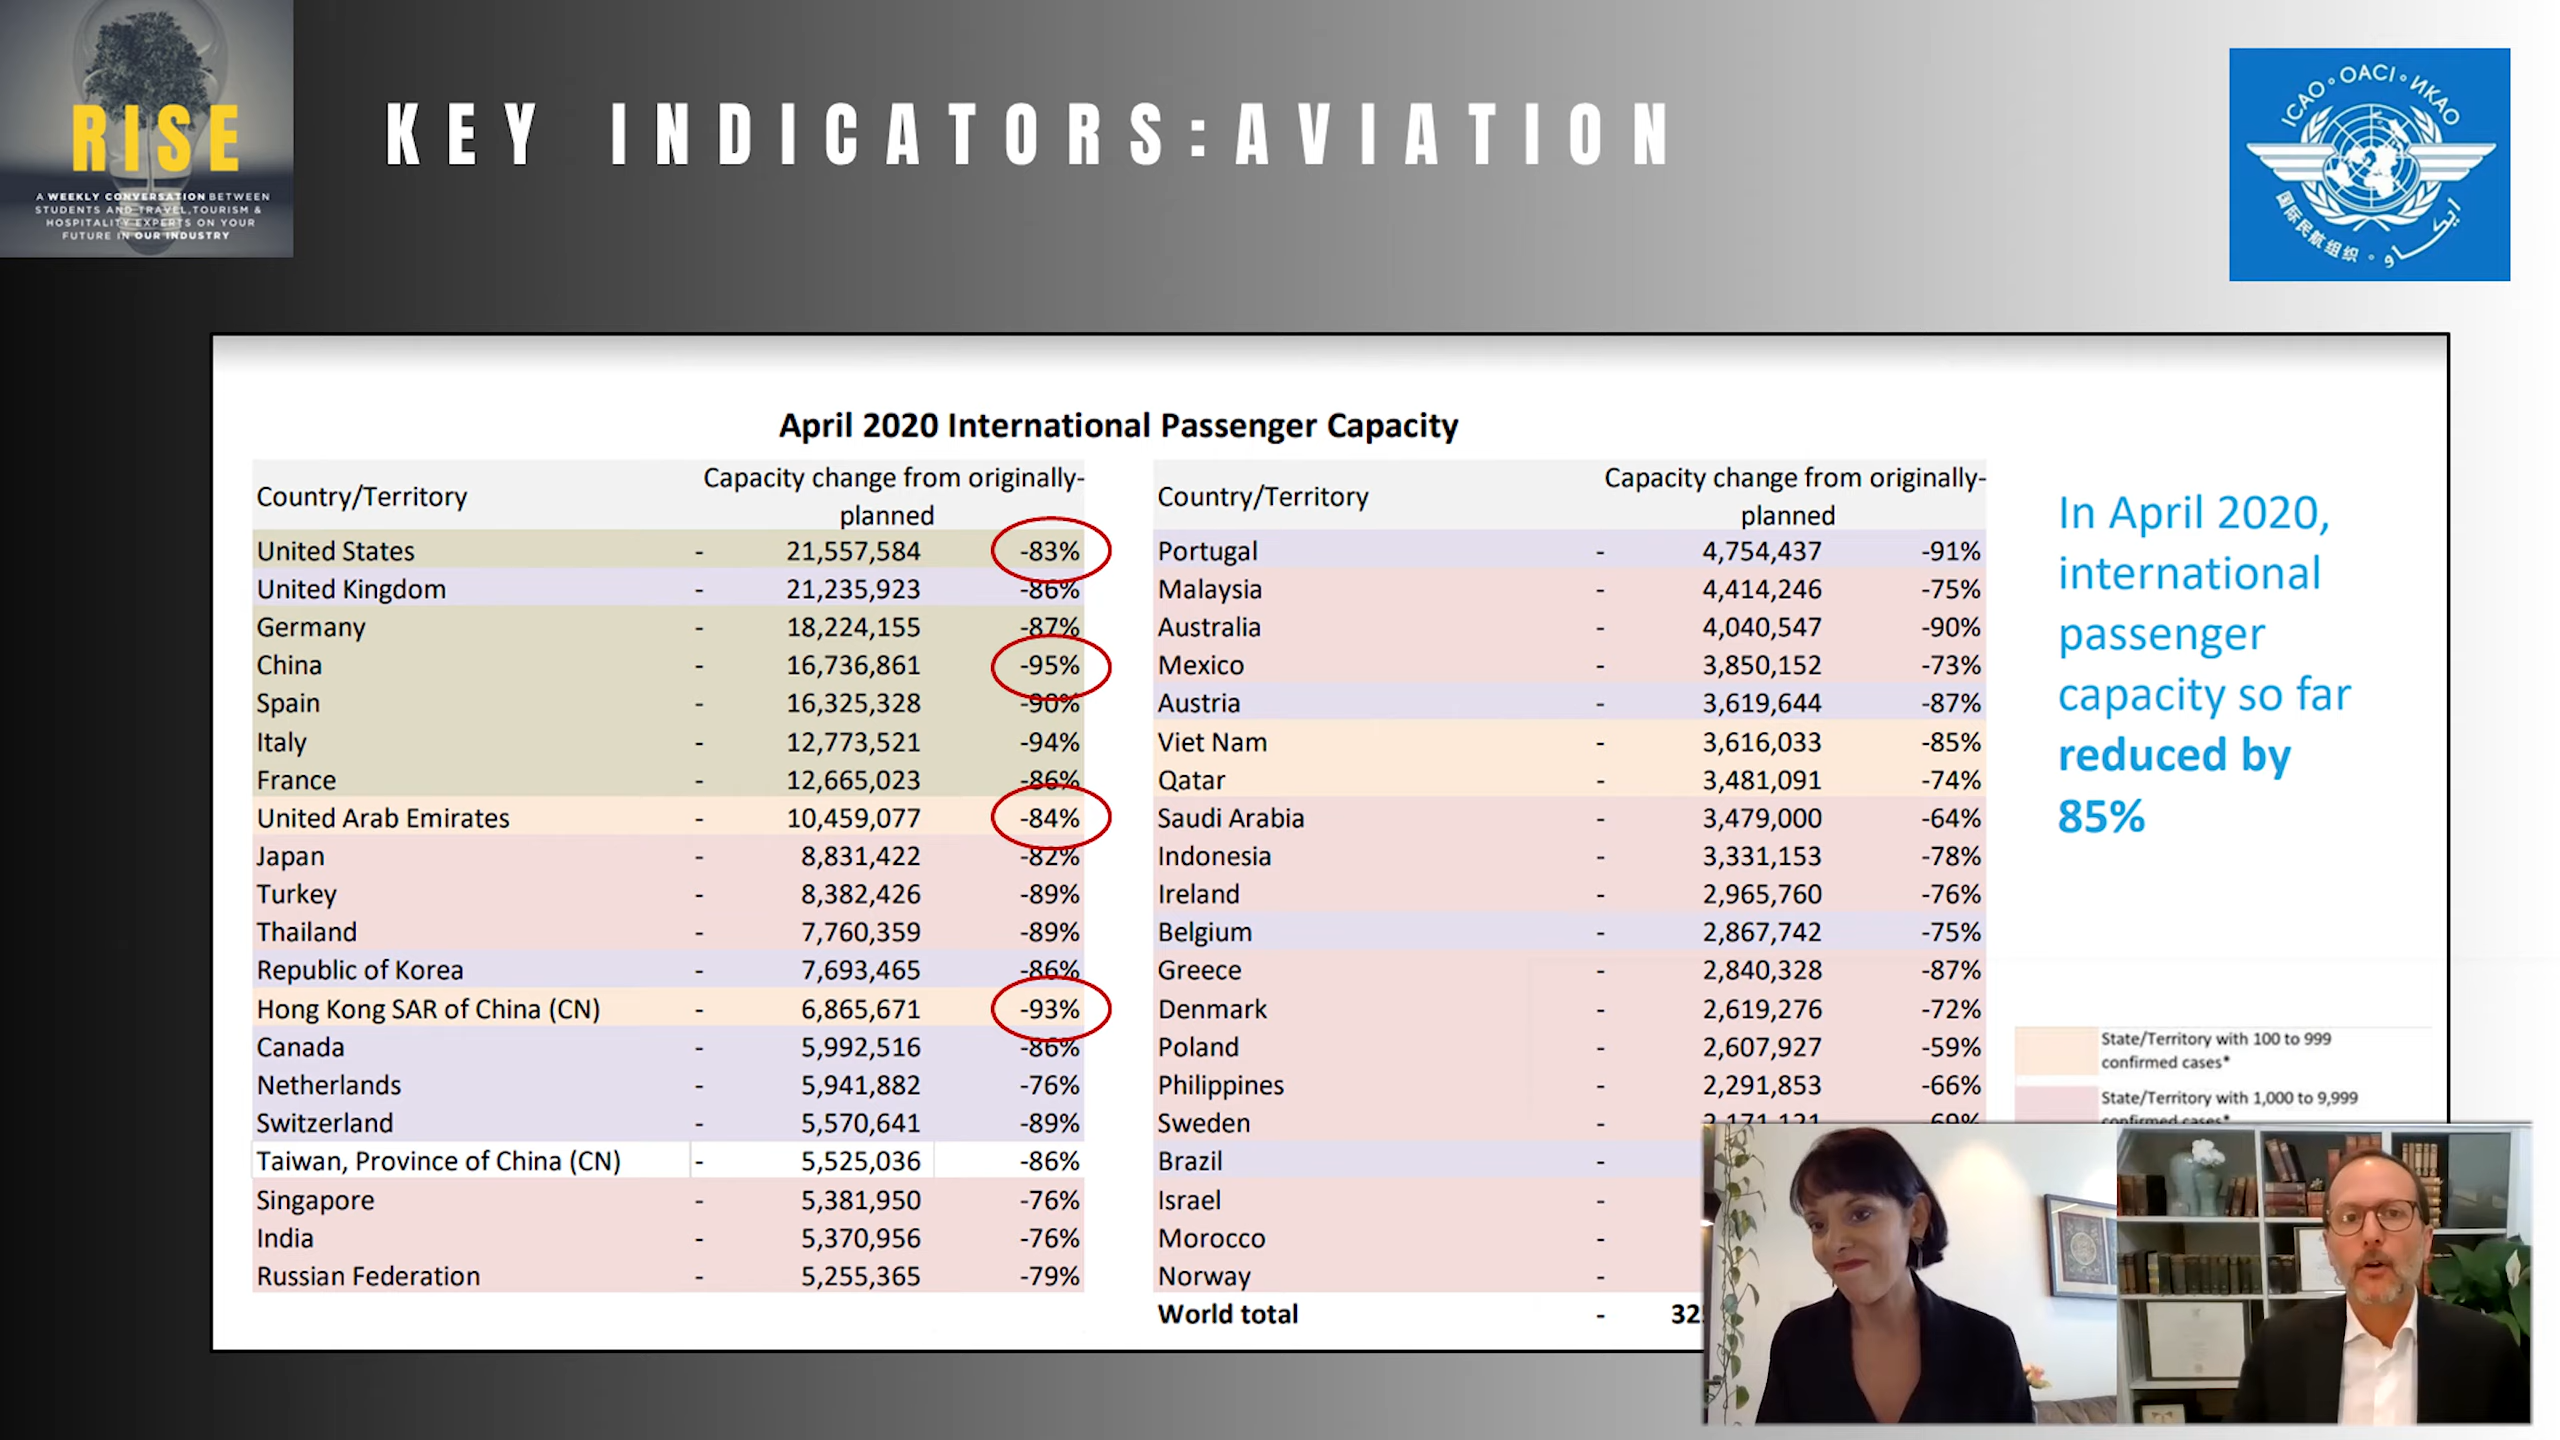 RISE
A WEEKLY CONVERSATION BETWEEN
STUDENTS AND TRAVEL, TOURISM &
HOSPITALITY EXPERTS ON YOUR
FUTURE IN OUR INDUSTRY
KEY INDICATORS:AVIATION
ICAO ◦ OACI ◦ ИКАО
国际民航组织 ◦ ايكاو
April 2020 International Passenger Capacity
Country/Territory Capacity change from originally-
planned
United States - 21,557,584 -83%
United Kingdom - 21,235,923 -86%
Germany - 18,224,155 -87%
China - 16,736,861 -95%
Spain - 16,325,328 -90%
Italy - 12,773,521 -94%
France - 12,665,023 -86%
United Arab Emirates - 10,459,077 -84%
Japan - 8,831,422 -82%
Turkey - 8,382,426 -89%
Thailand - 7,760,359 -89%
Republic of Korea - 7,693,465 -86%
Hong Kong SAR of China (CN) - 6,865,671 -93%
Canada - 5,992,516 -86%
Netherlands - 5,941,882 -76%
Switzerland - 5,570,641 -89%
Taiwan, Province of China (CN) - 5,525,036 -86%
Singapore - 5,381,950 -76%
India - 5,370,956 -76%
Russian Federation - 5,255,365 -79%
Country/Territory Capacity change from originally-
planned
Portugal - 4,754,437 -91%
Malaysia - 4,414,246 -75%
Australia - 4,040,547 -90%
Mexico - 3,850,152 -73%
Austria - 3,619,644 -87%
Viet Nam - 3,616,033 -85%
Qatar - 3,481,091 -74%
Saudi Arabia - 3,479,000 -64%
Indonesia - 3,331,153 -78%
Ireland - 2,965,760 -76%
Belgium - 2,867,742 -75%
Greece - 2,840,328 -87%
Denmark - 2,619,276 -72%
Poland - 2,607,927 -59%
Philippines - 2,291,853 -66%
Sweden - 2,171,121 -69%
Brazil -
Israel -
Morocco -
Norway -
World total - 32
In April 2020,
international
passenger
capacity so far
reduced by
85%
State/Territory with 100 to 999
confirmed cases*
State/Territory with 1,000 to 9,999
confirmed cases*